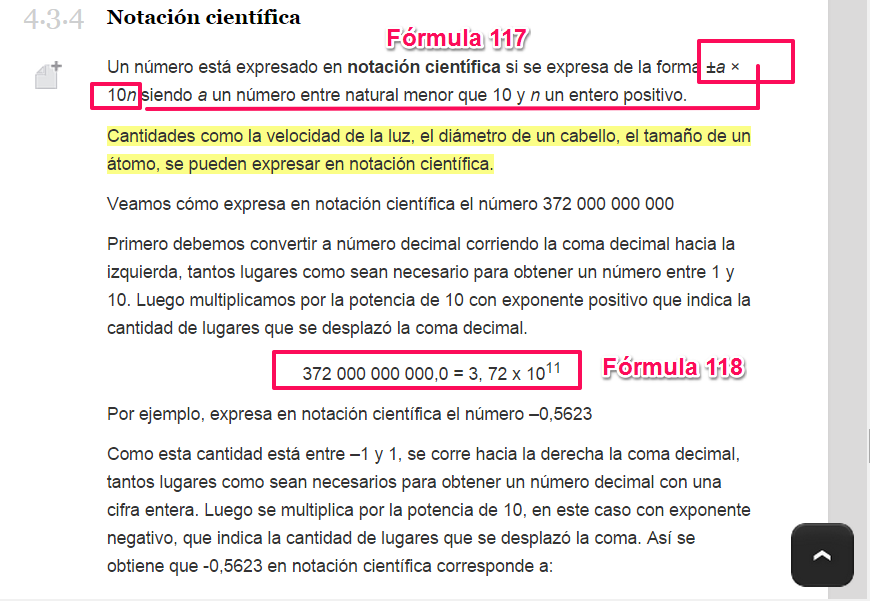 4.3.4 Notación científica
Fórmula 117
Un número está expresado en notación científica si se expresa de la forma ±a ×
10n siendo a un número entre natural menor que 10 y n un entero positivo.
Cantidades como la velocidad de la luz, el diámetro de un cabello, el tamaño de un
átomo, se pueden expresar en notación científica.
Veamos cómo expresa en notación científica el número 372 000 000 000
Primero debemos convertir a número decimal corriendo la coma decimal hacia la
izquierda, tantos lugares como sean necesario para obtener un número entre 1 y
10. Luego multiplicamos por la potencia de 10 con exponente positivo que indica la
cantidad de lugares que se desplazó la coma decimal.
372 000 000 000,0 = 3, 72 x 10¹¹
Fórmula 118
Por ejemplo, expresa en notación científica el número –0,5623
Como esta cantidad está entre –1 y 1, se corre hacia la derecha la coma decimal,
tantos lugares como sean necesarios para obtener un número decimal con una
cifra entera. Luego se multiplica por la potencia de 10, en este caso con exponente
negativo, que indica la cantidad de lugares que se desplazó la coma. Así se
obtiene que -0,5623 en notación científica corresponde a: